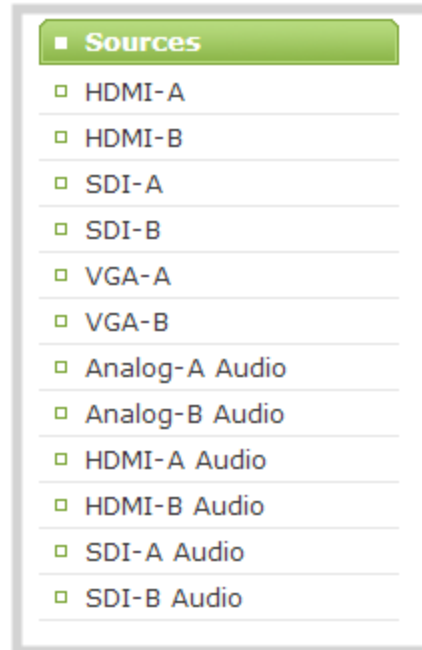 Sources
HDMI-A
HDMI-B
SDI-A
SDI-B
VGA-A
VGA-B
Analog-A Audio
Analog-B Audio
HDMI-A Audio
HDMI-B Audio
SDI-A Audio
SDI-B Audio